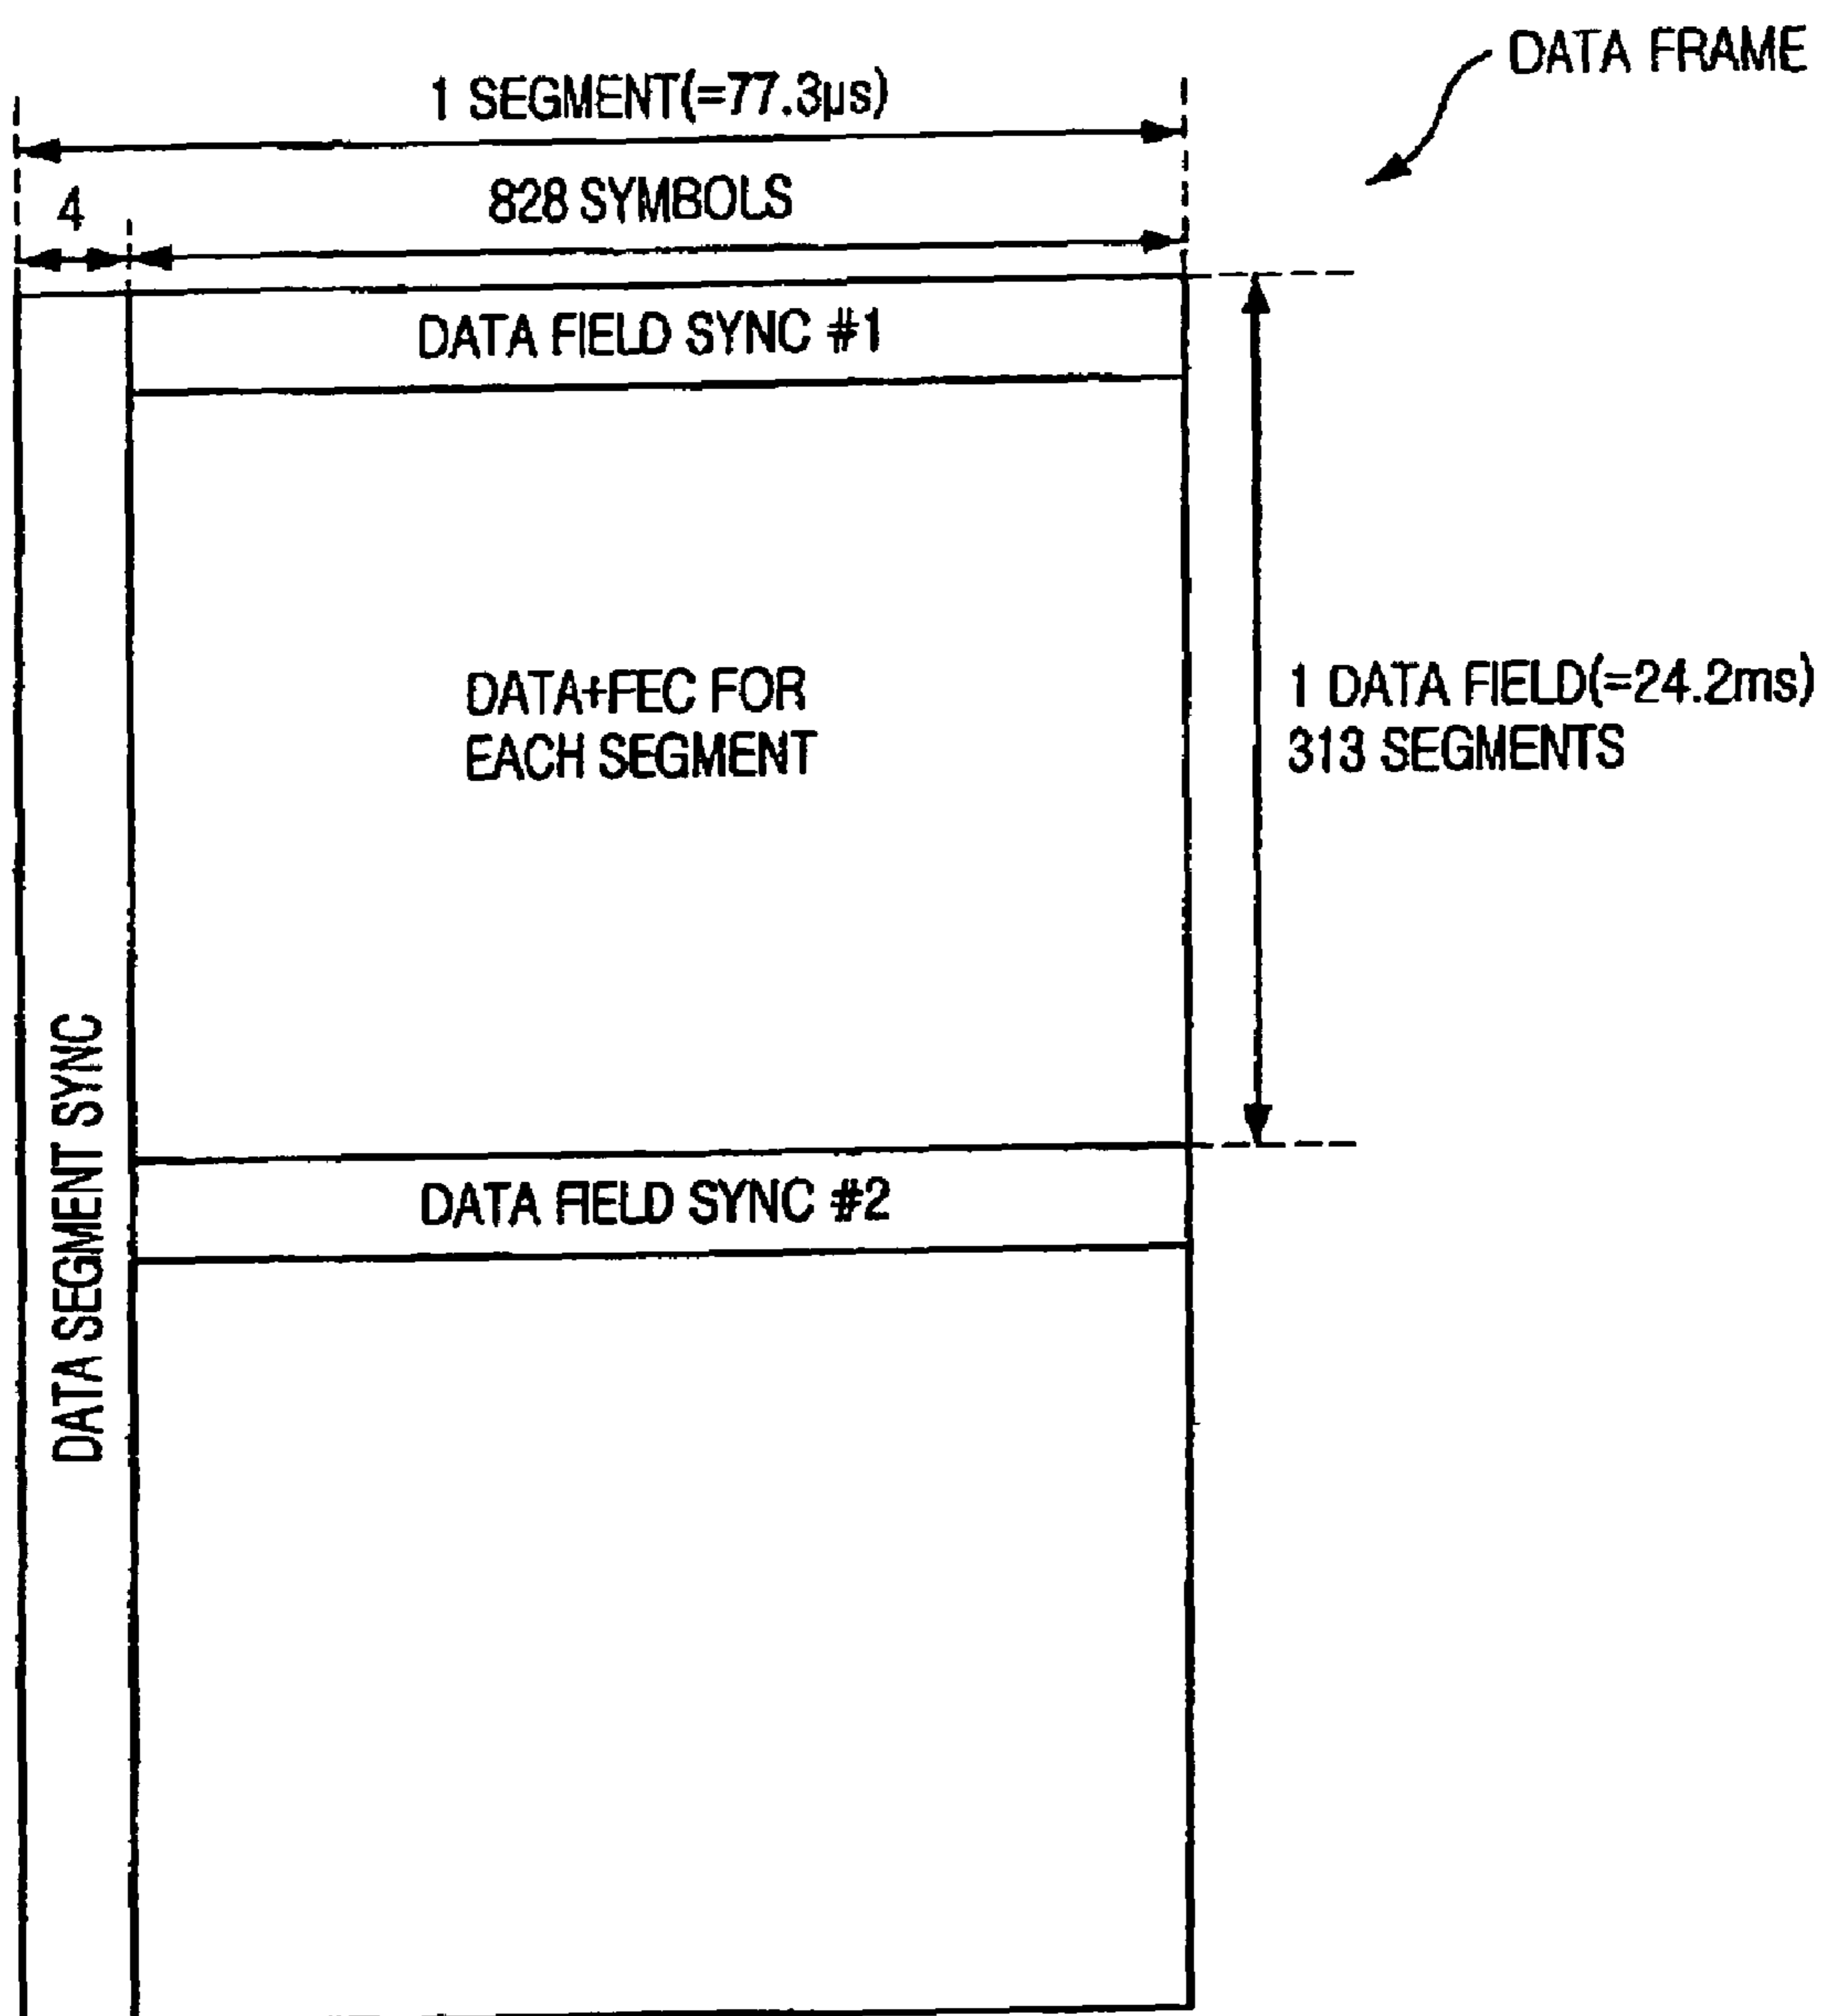 DATA FRAME
1 SEGMENT(=77.3µs)
4
828 SYMBOLS
DATA FIELD SYNC #1
DATA+FEC FOR
EACH SEGMENT
1 DATA FIELD(=24.2ms)
313 SEGMENTS
DATA SEGMENT SYNC
DATA FIELD SYNC #2